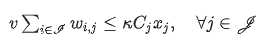 v ∑_{i∈𝒥} w_{i,j} ≤ κC_j x_j, ∀j ∈ 𝒥